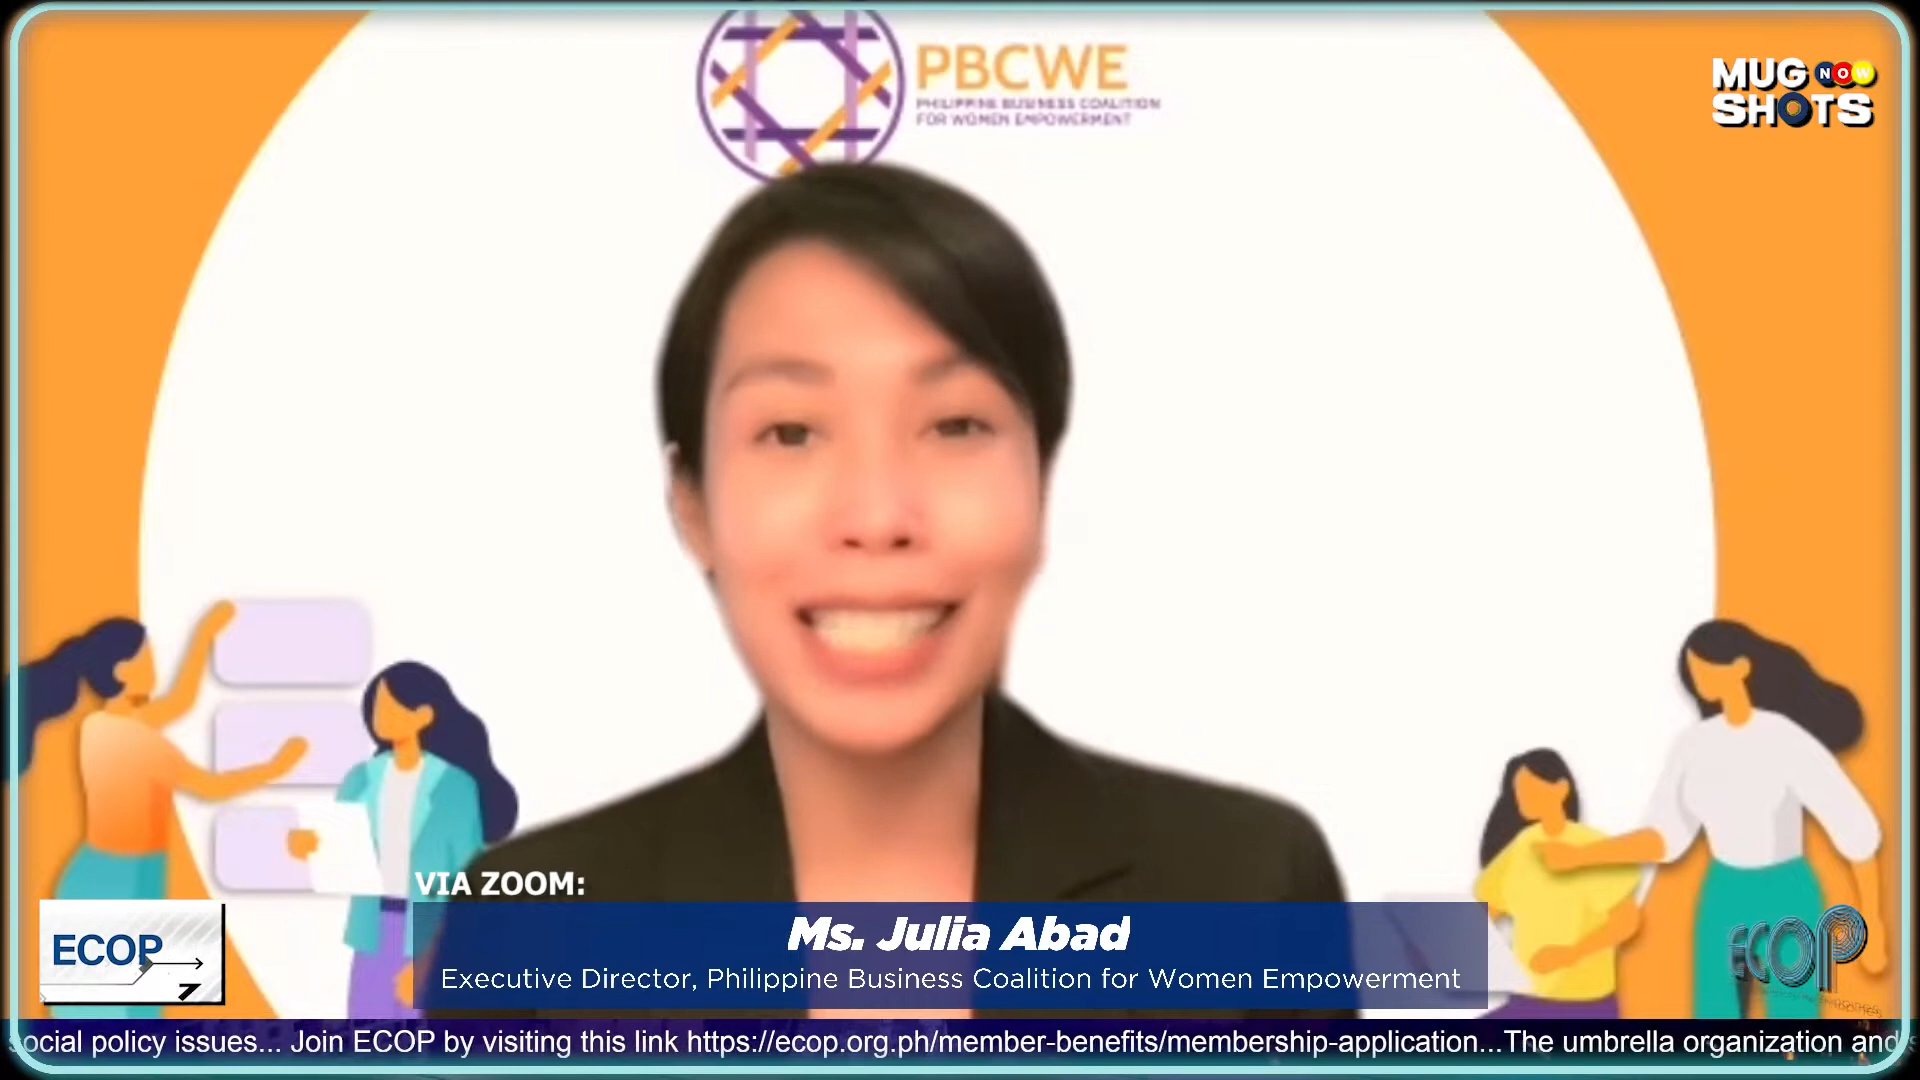 PBCWE
PHILIPPINE BUSINESS COALITION
FOR WOMEN EMPOWERMENT
MUG NOW
SHOTS
VIA ZOOM:
Ms. Julia Abad
Executive Director, Philippine Business Coalition for Women Empowerment
ECOP
ECOP
social policy issues... Join ECOP by visiting this link https://ecop.org.ph/member-benefits/membership-application...The umbrella organization and